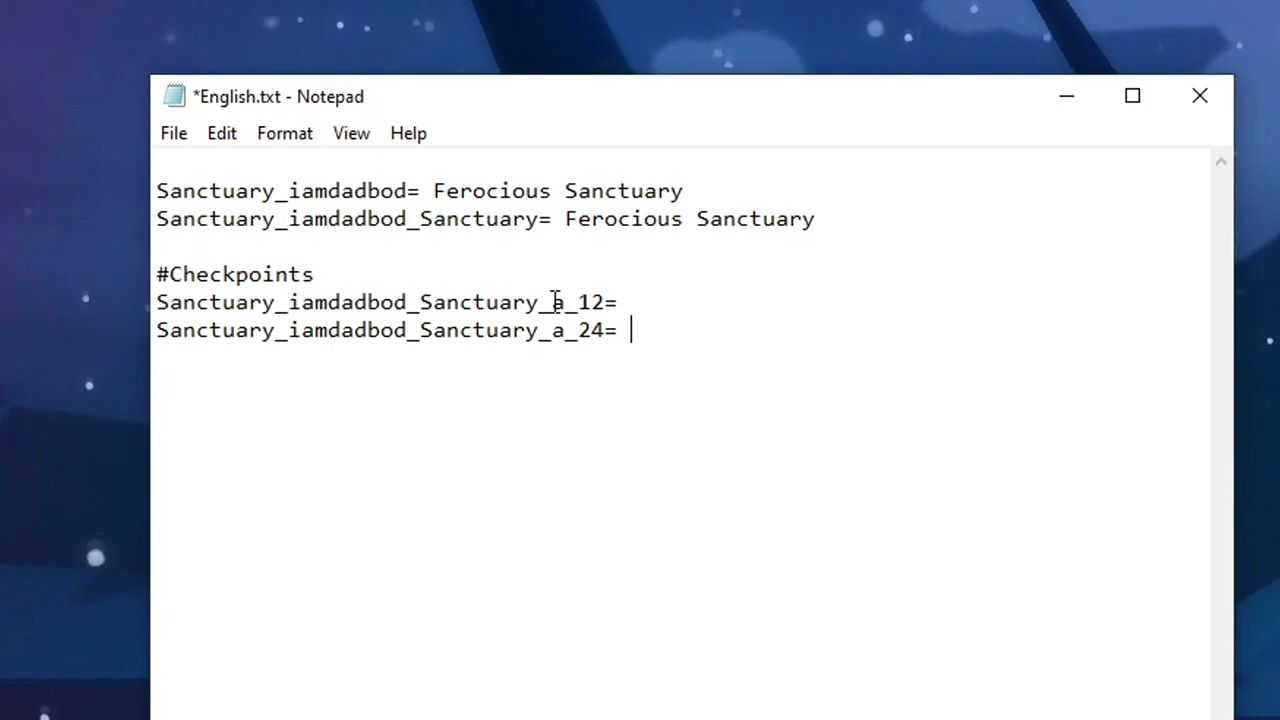 *English.txt - Notepad
File Edit Format View Help
Sanctuary_iamdadbod= Ferocious Sanctuary
Sanctuary_iamdadbod_Sanctuary= Ferocious Sanctuary
#Checkpoints
Sanctuary_iamdadbod_Sanctuary_a_12=
Sanctuary_iamdadbod_Sanctuary_a_24=